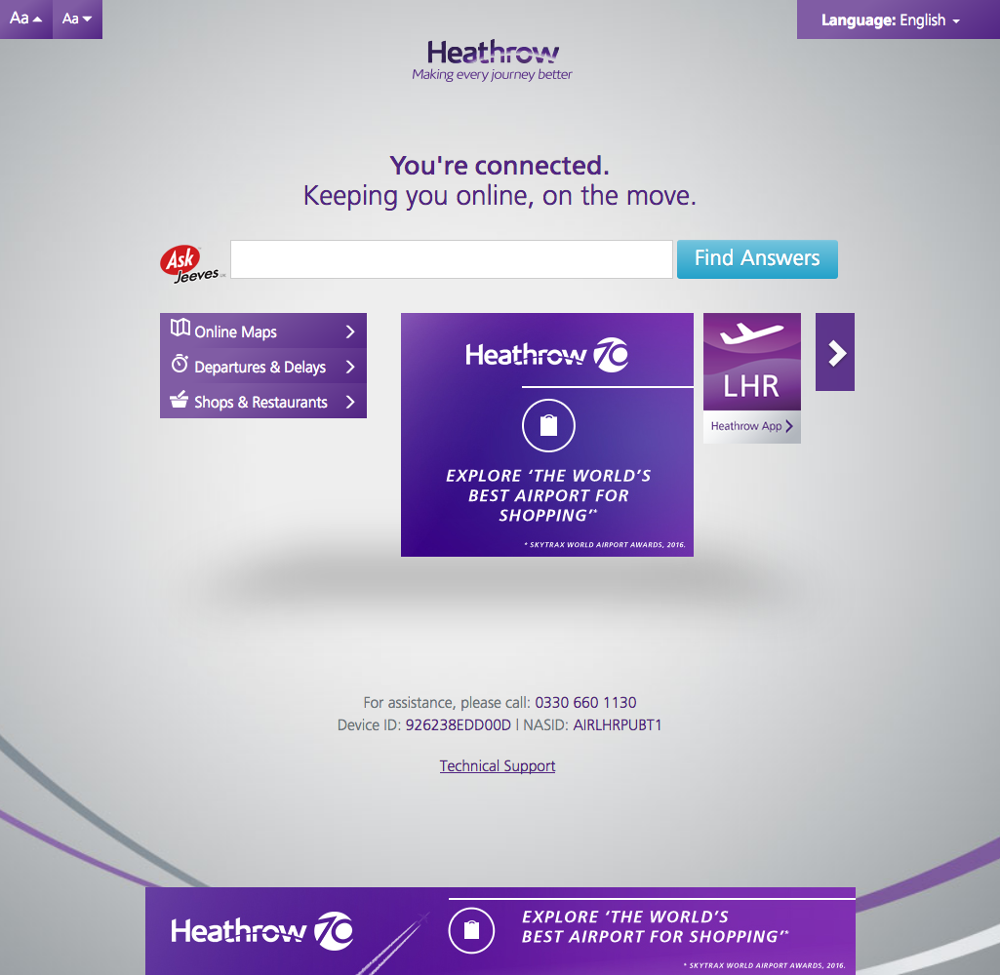 Aa Aa
Language: English
Heathrow
Making every journey better
You're connected.
Keeping you online, on the move.
Ask
Jeeves
Find Answers
Online Maps
Departures & Delays
Shops & Restaurants
Heathrow 70
EXPLORE ‘THE WORLD’S
BEST AIRPORT FOR
SHOPPING’*
* SKYTRAX WORLD AIRPORT AWARDS, 2016.
LHR
Heathrow App
For assistance, please call: 0330 660 1130
Device ID: 926238EDD00D | NASID: AIRLHRPUBT1
Technical Support
Heathrow 70
EXPLORE ‘THE WORLD’S
BEST AIRPORT FOR SHOPPING’*
* SKYTRAX WORLD AIRPORT AWARDS, 2016.